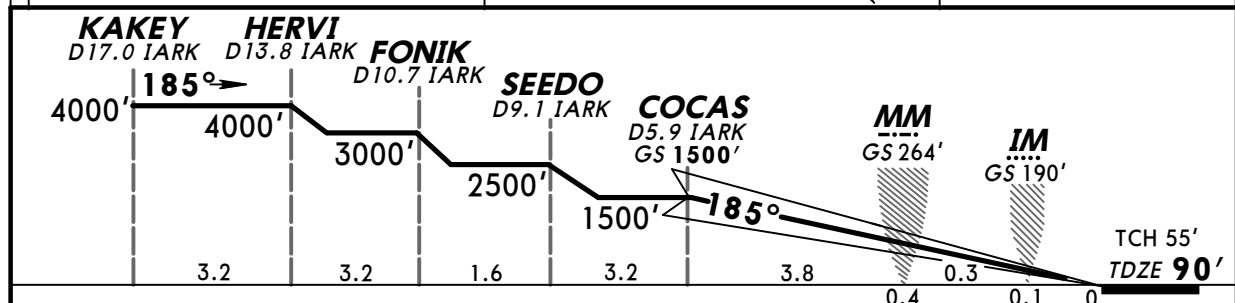 KAKEY
D17.0 IARK
HERVI
D13.8 IARK
FONIK
D10.7 IARK
SEEDO
D9.1 IARK
COCAS
D5.9 IARK
GS 1500'
MM
GS 264'
IM
GS 190'
185°
4000'
4000'
3000'
2500'
1500'
185°
TCH 55'
TDZE 90'
3.2
3.2
1.6
3.2
3.8
0.3
0.4
0.1
0